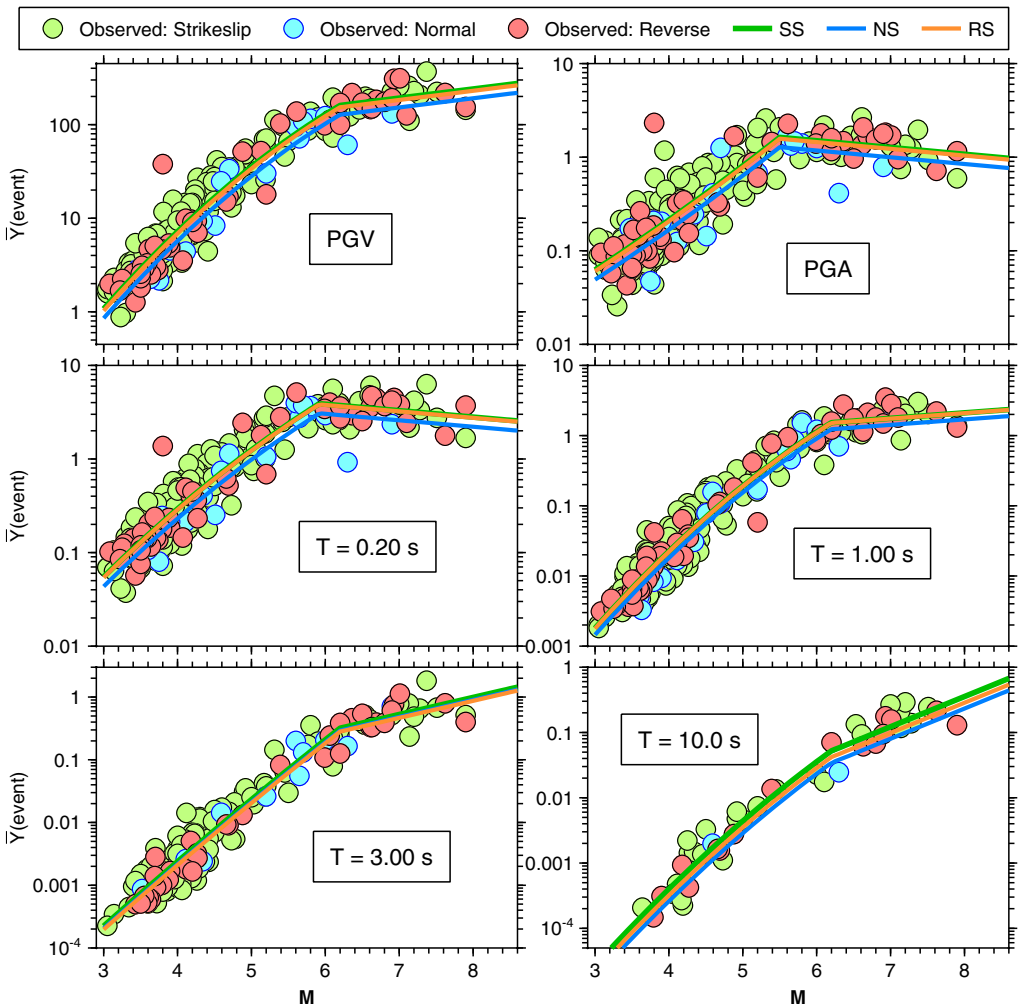 Observed: Strikeslip Observed: Normal Observed: Reverse SS NS RS
100
10
1
Y̅(event)
PGV
10
1
0.1
0.01
PGA
10
1
0.1
0.01
Y̅(event)
T = 0.20 s
10
1
0.1
0.01
0.001
T = 1.00 s
1
0.1
0.01
0.001
10⁻⁴
Y̅(event)
T = 3.00 s
3 4 5 6 7 8
M
1
0.1
0.01
0.001
10⁻⁴
T = 10.0 s
3 4 5 6 7 8
M